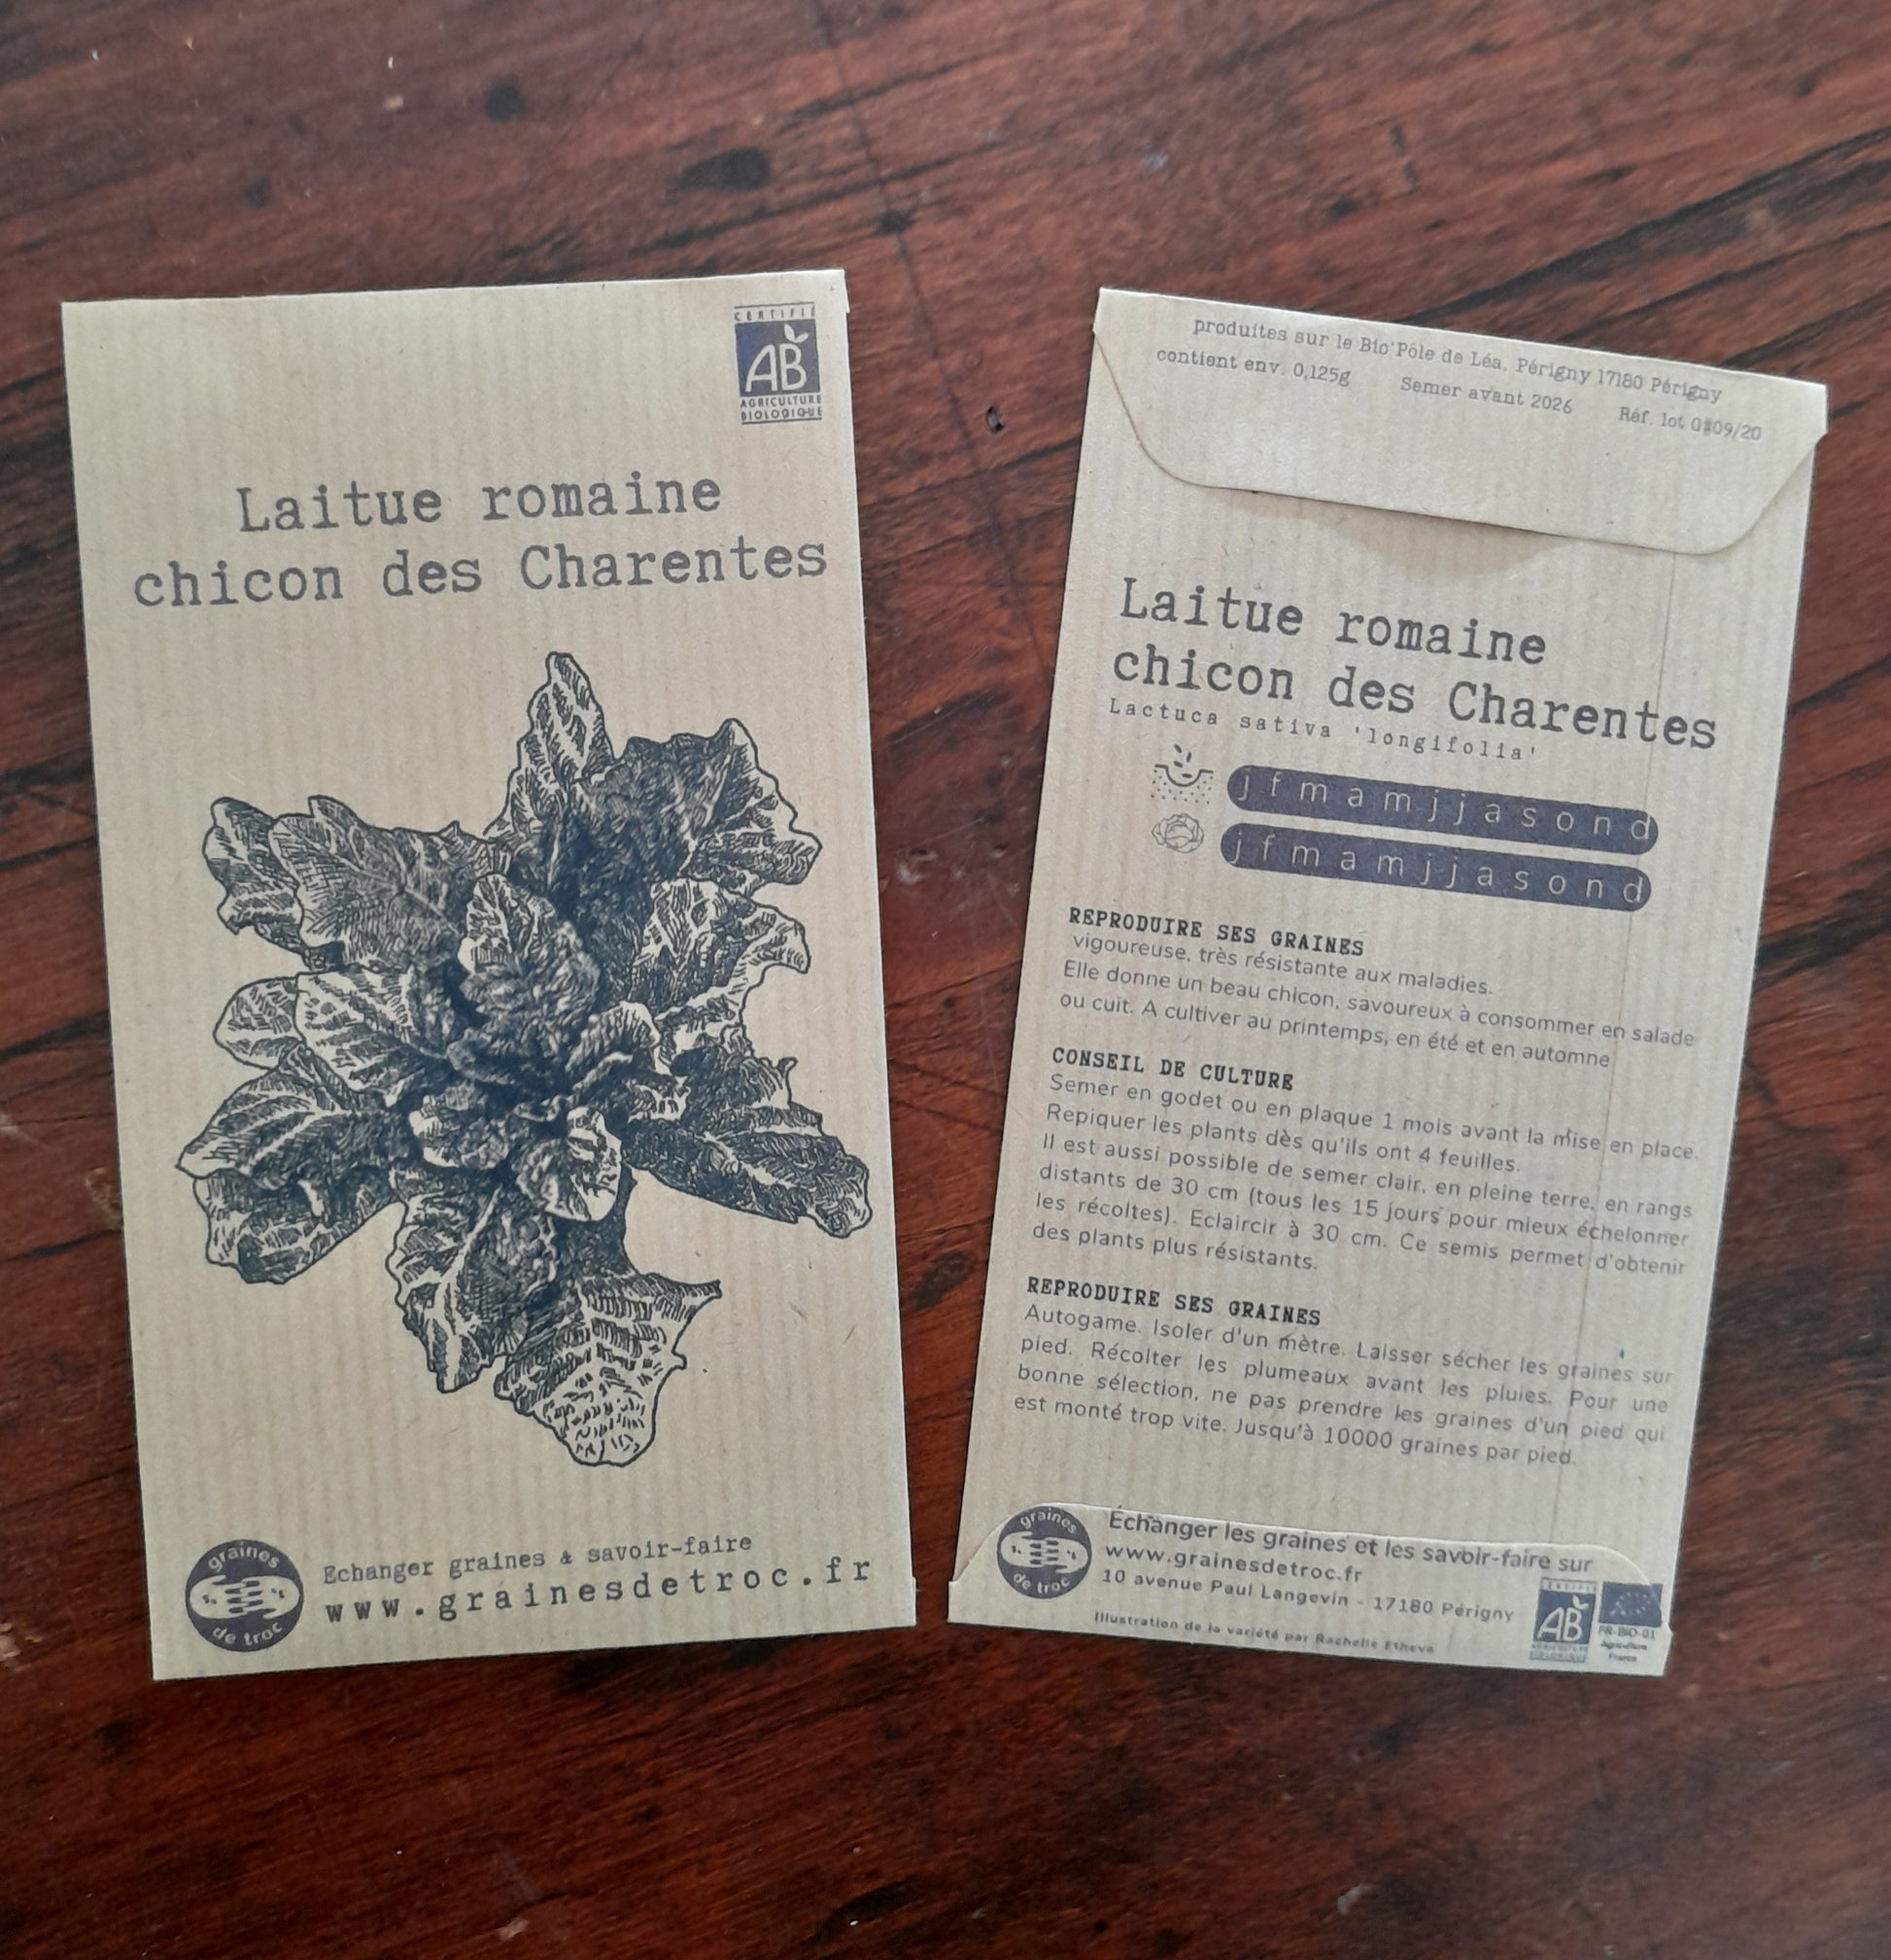 CERTIFIÉ
AB
AGRICULTURE
BIOLOGIQUE
Laitue romaine
chicon des Charentes
graines
de troc
Echanger graines & savoir-faire
www.grainesdetroc.fr
produites sur le Bio'Pôle de Léa, Périgny 17180 Périgny
contient env. 0,125g Semer avant 2026 Réf. lot G#09/20
Laitue romaine
chicon des Charentes
Lactuca sativa 'longifolia'
j f m a m j j a s o n d
j f m a m j j a s o n d
REPRODUIRE SES GRAINES
vigoureuse, très résistante aux maladies.
Elle donne un beau chicon, savoureux à consommer en salade
ou cuit. A cultiver au printemps, en été et en automne
CONSEIL DE CULTURE
Semer en godet ou en plaque 1 mois avant la mise en place.
Repiquer les plants dès qu'ils ont 4 feuilles.
Il est aussi possible de semer clair, en pleine terre, en rangs
distants de 30 cm (tous les 15 jours pour mieux échelonner
les récoltes). Eclaircir à 30 cm. Ce semis permet d'obtenir
des plants plus résistants.
REPRODUIRE SES GRAINES
Autogame. Isoler d'un mètre. Laisser sécher les graines sur
pied. Récolter les plumeaux avant les pluies. Pour une
bonne sélection, ne pas prendre les graines d'un pied qui
est monté trop vite. Jusqu'à 10000 graines par pied.
graines
de troc
Échanger les graines et les savoir-faire sur
www.grainesdetroc.fr
10 avenue Paul Langevin - 17180 Périgny
Illustration de la variété par Rachelle
CERTIFIÉ
AB
AGRICULTURE
BIOLOGIQUE
FR-BIO-01
Agriculture
France